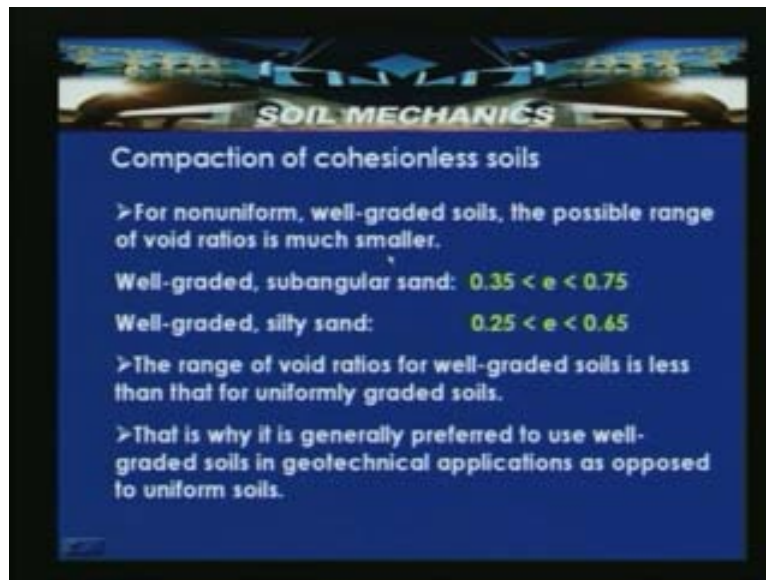 SOIL MECHANICS
Compaction of cohesionless soils
➢For nonuniform, well-graded soils, the possible range
of void ratios is much smaller.
Well-graded, subangular sand: 0.35 < e < 0.75
Well-graded, silty sand: 0.25 < e < 0.65
➢The range of void ratios for well-graded soils is less
than that for uniformly graded soils.
➢That is why it is generally preferred to use well-
graded soils in geotechnical applications as opposed
to uniform soils.